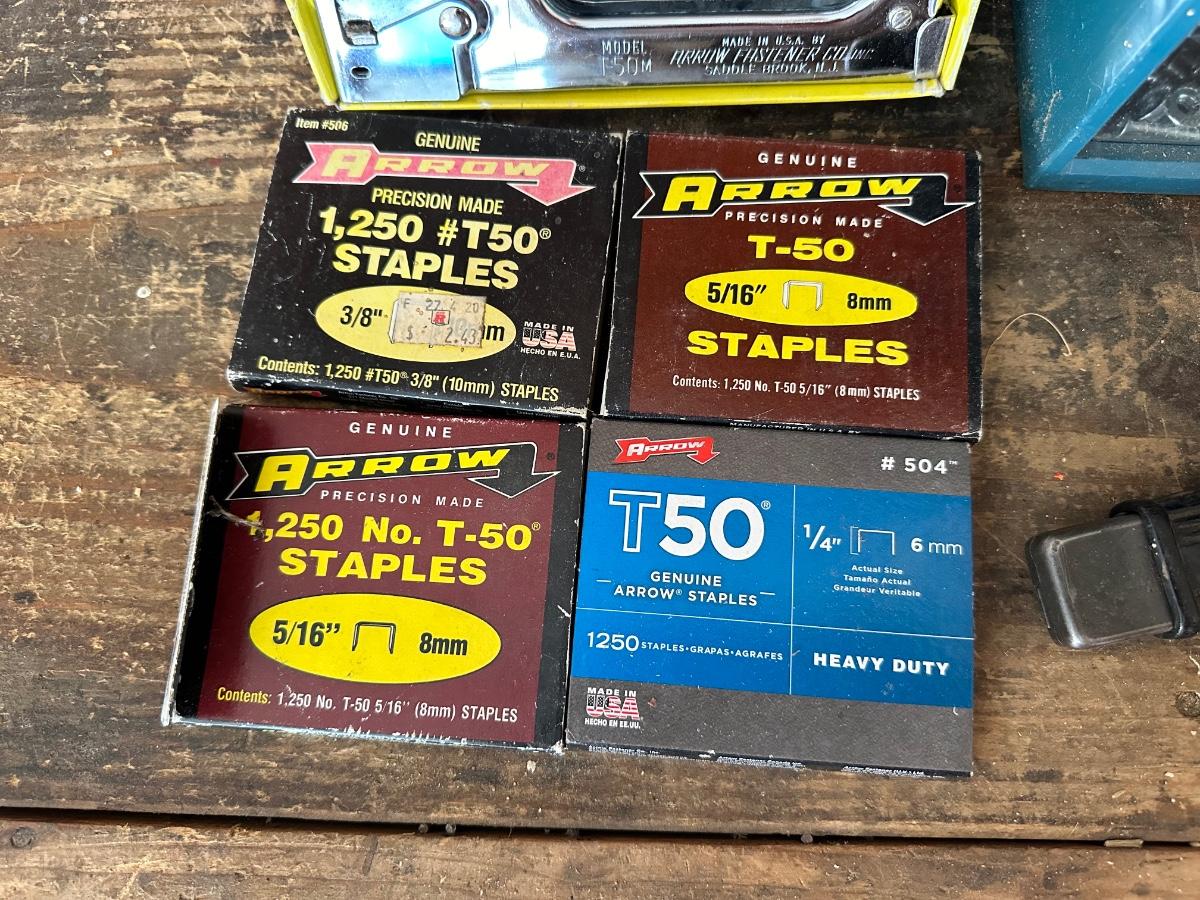 MODEL
T50M
MADE IN U.S.A. BY
ARROW FASTENER CO. INC.
SADDLE BROOK, N.J.
Item #506
GENUINE
ARROW®
PRECISION MADE
1,250 #T50®
STAPLES
3/8"
MADE IN
USA
HECHO EN E.U.A.
Contents: 1,250 #T50® 3/8" (10mm) STAPLES
GENUINE
ARROW®
PRECISION MADE
T-50
5/16" 8mm
STAPLES
Contents: 1,250 No. T-50 5/16" (8mm) STAPLES
GENUINE
ARROW®
PRECISION MADE
1,250 No. T-50®
STAPLES
5/16” 8mm
Contents: 1,250 No. T-50 5/16'' (8mm) STAPLES
ARROW
# 504™
T50®
GENUINE
ARROW® STAPLES
1/4" 6 mm
Actual Size
Tamaño Actual
Grandeur Veritable
1250 STAPLES•GRAPAS•AGRAFES
HEAVY DUTY
MADE IN
USA
HECHO EN EE.UU.